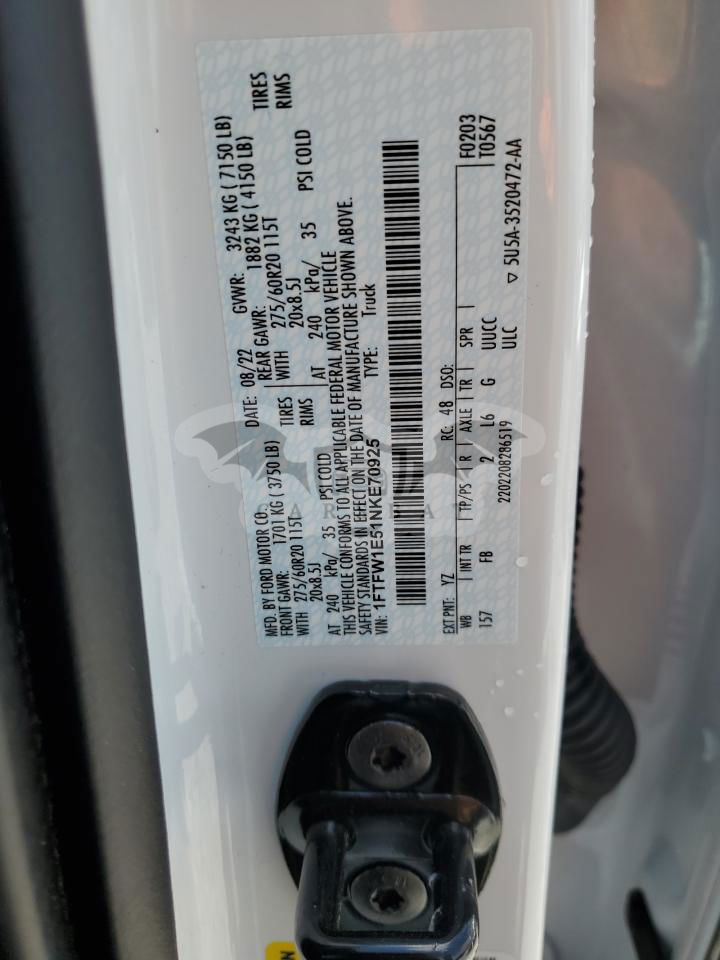 MFD. BY FORD MOTOR CO. DATE: 08/22 GVWR: 3243 KG ( 7150 LB)
FRONT GAWR: 1701 KG ( 3750 LB) REAR GAWR: 1882 KG ( 4150 LB)
WITH 275/60R20 115T TIRES WITH 275/60R20 115T TIRES
20x8.5J RIMS 20x8.5J RIMS
AT 240 kPa/ 35 PSI COLD AT 240 kPa/ 35 PSI COLD
THIS VEHICLE CONFORMS TO ALL APPLICABLE FEDERAL MOTOR VEHICLE
SAFETY STANDARDS IN EFFECT ON THE DATE OF MANUFACTURE SHOWN ABOVE.
VIN: 1FTFW1E51NKE70925 TYPE: Truck
F0203
T0567
EXT PNT: YZ RC: 48 DSO:
WB INT TR TP/PS R AXLE TR SPR
157 FB 2 L6 G UUCC
2202208286519 ULC
▽ 5U5A-3520472-AA